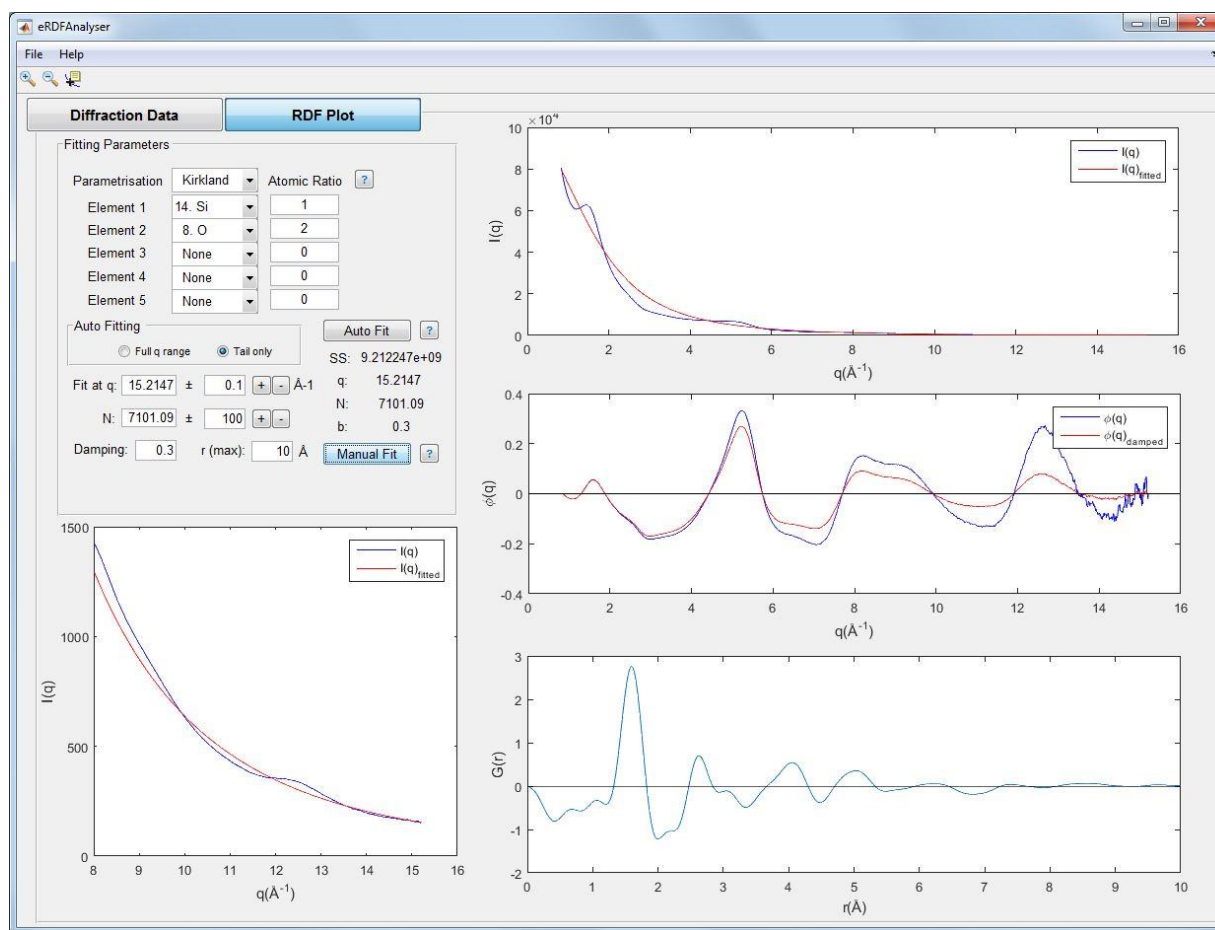 eRDFAnalyser
File Help
Diffraction Data RDF Plot
Fitting Parameters
Parametrisation Kirkland Atomic Ratio ?
Element 1 14. Si 1
Element 2 8. O 2
Element 3 None 0
Element 4 None 0
Element 5 None 0
Auto Fitting
Full q range Tail only
Auto Fit ?
SS: 9.212247e+09
Fit at q: 15.2147 ± 0.1 + - Å-1
q: 15.2147
N: 7101.09 ± 100 + -
N: 7101.09
b: 0.3
Damping: 0.3 r (max): 10 Å
Manual Fit ?
1500
1000
500
0
I(q)
I(q)
I(q)fitted
8 9 10 11 12 13 14 15 16
q(Å-1)
10 × 10^4
8
6
4
2
0
I(q)
I(q)
I(q)fitted
0 2 4 6 8 10 12 14 16
q(Å-1)
0.4
0.2
0
-0.2
-0.4
ϕ(q)
ϕ(q)
ϕ(q)damped
0 2 4 6 8 10 12 14 16
q(Å-1)
3
2
1
0
-1
-2
G(r)
0 1 2 3 4 5 6 7 8 9 10
r(Å)